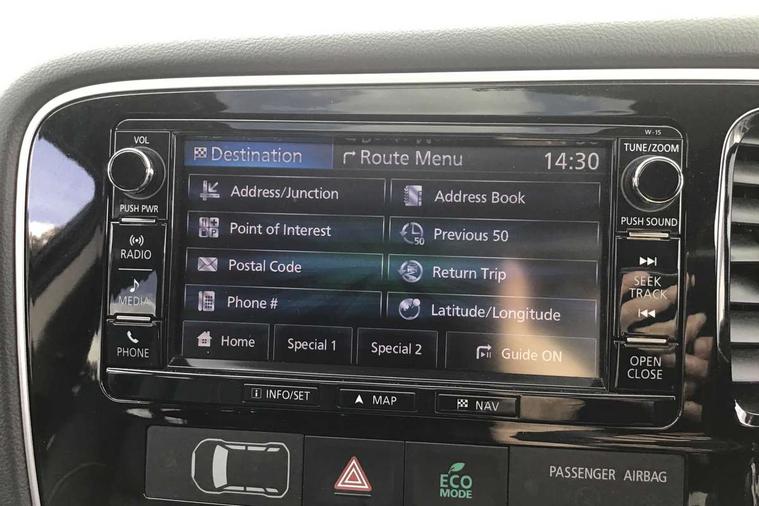 W-15
VOL
PUSH PWR
RADIO
MEDIA
PHONE
Destination
Route Menu
14:30
Address/Junction
Address Book
Point of Interest
50
Previous 50
Postal Code
Return Trip
Phone #
Latitude/Longitude
Home
Special 1
Special 2
Guide ON
TUNE/ZOOM
PUSH SOUND
SEEK
TRACK
OPEN
CLOSE
INFO/SET
MAP
NAV
ECO
MODE
PASSENGER AIRBAG